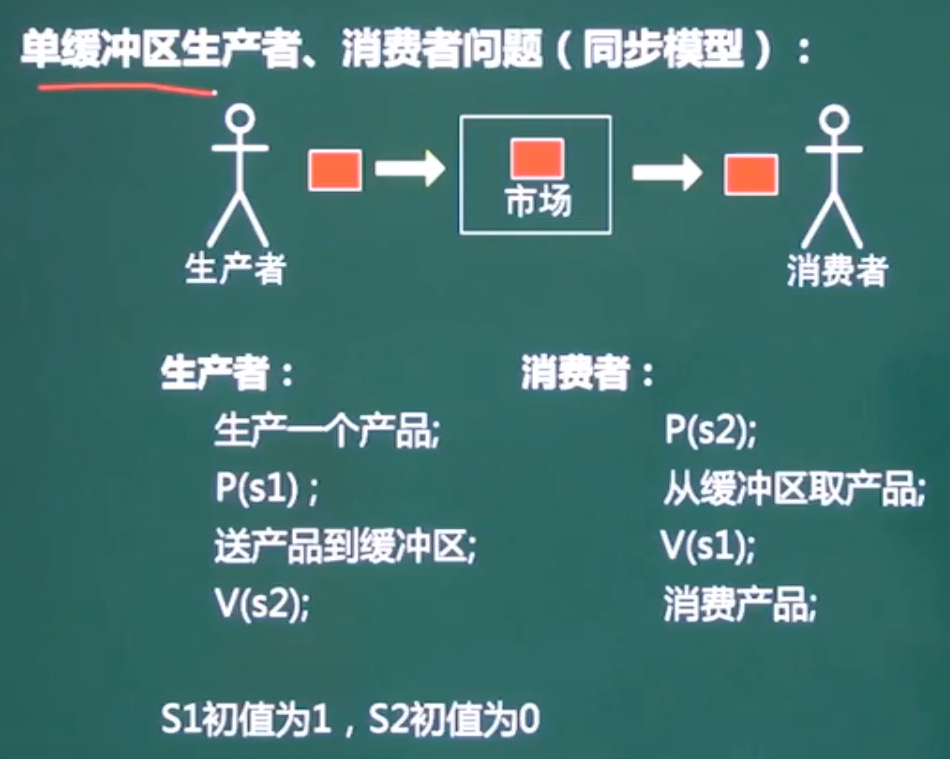 单缓冲区生产者、消费者问题（同步模型）：
市场
生产者
消费者
生产者：
生产一个产品;
P(s1)；
送产品到缓冲区;
V(s2);
消费者：
P(s2);
从缓冲区取产品;
V(s1);
消费产品;
S1初值为1，S2初值为0